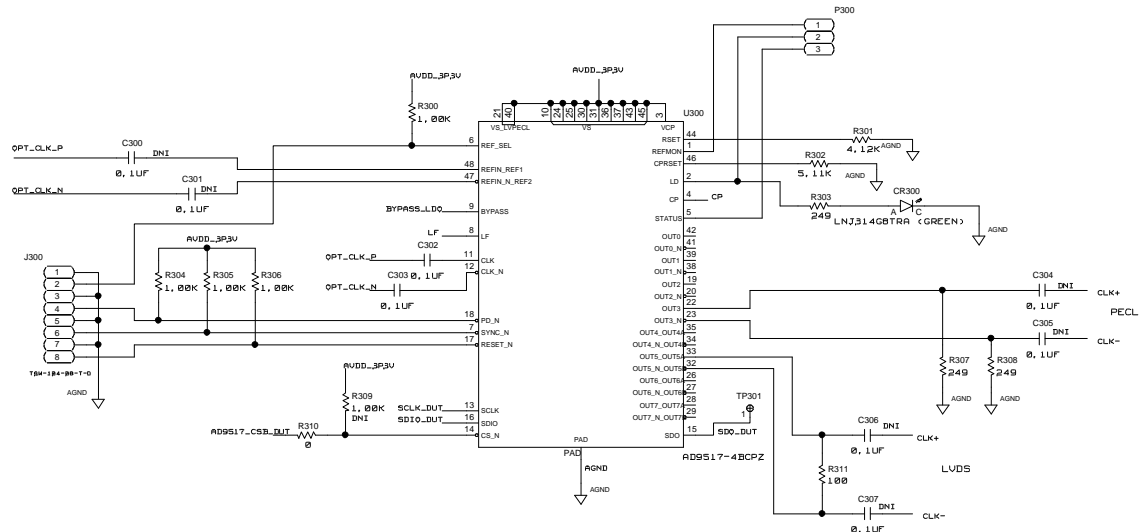 P300
1
2
3
AVDD_3P3V
AVDD_3P3V
R300
1.00K
21
40
10
24
25
30
31
36
37
43
45
3
U300
VS_LVPECL
VS
VCP
6
REF_SEL
RSET
44
R301
4.12K
AGND
REFMON
1
OPT_CLK_P
C300
DNI
0.1UF
48
REFIN_REF1
CPRSET
46
R302
5.11K
AGND
47
REFIN_N_REF2
LD
2
OPT_CLK_N
C301
DNI
0.1UF
CP
4
CP
R303
249
CR300
A
C
LNJ314G8TRA (GREEN)
AGND
BYPASS_LDO
9
BYPASS
STATUS
5
LF
8
LF
OUT0
42
OUT0_N
41
AVDD_3P3V
OPT_CLK_P
C302
0.1UF
11
CLK
OUT1
39
12
CLK_N
OUT1_N
38
OPT_CLK_N
C303
0.1UF
OUT2
19
OUT2_N
20
J300
1
2
3
4
5
6
7
8
TSW-104-08-T-D
AGND
R304
1.00K
R305
1.00K
R306
1.00K
OUT3
22
OUT3_N
23
C304
DNI
0.1UF
CLK+
PECL
C305
DNI
0.1UF
CLK-
18
PD_N
OUT4_OUT4A
35
7
SYNC_N
OUT4_N_OUT4B
34
17
RESET_N
OUT5_OUT5A
33
OUT5_N_OUT5B
32
R307
249
R308
249
AGND
AGND
OUT6_OUT6A
26
OUT6_N_OUT6B
27
AVDD_3P3V
R309
1.00K
DNI
OUT7_OUT7A
28
OUT7_N_OUT7B
29
TP301
1
SCLK_DUT
13
SCLK
SDIO_DUT
16
SDIO
AD9517_CSB_DUT
R310
0
14
CS_N
SDO
15
SDO_DUT
PAD
PAD
AD9517-4BCPZ
AGND
AGND
C306
DNI
0.1UF
CLK+
R311
100
LVDS
C307
DNI
0.1UF
CLK-